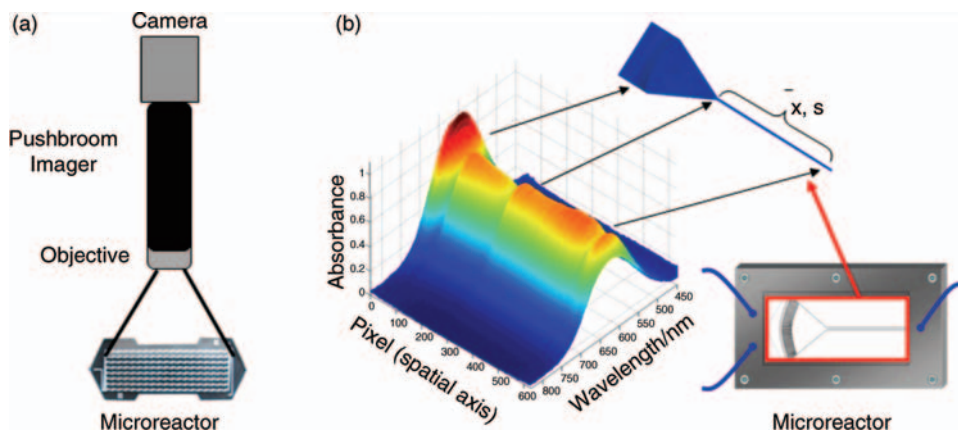 (a)
Camera
Pushbroom
Imager
Objective
Microreactor
(b)
x̄, s
Absorbance
1
0.8
0.6
0.4
0.2
0
0
100
200
300
400
500
600
Pixel (spatial axis)
800
750
700
650
600
550
500
450
Wavelength/nm
Microreactor